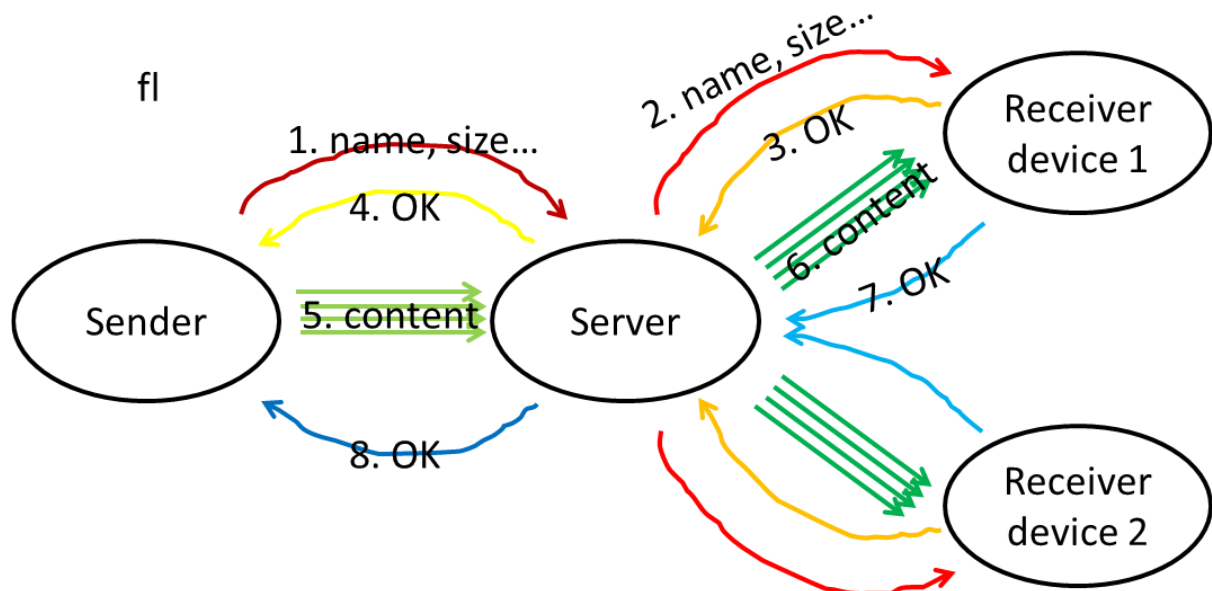 fl
1. name, size...
4. OK
Sender
5. content
8. OK
Server
2. name, size...
3. OK
6. content
7. OK
Receiver
device 1
Receiver
device 2